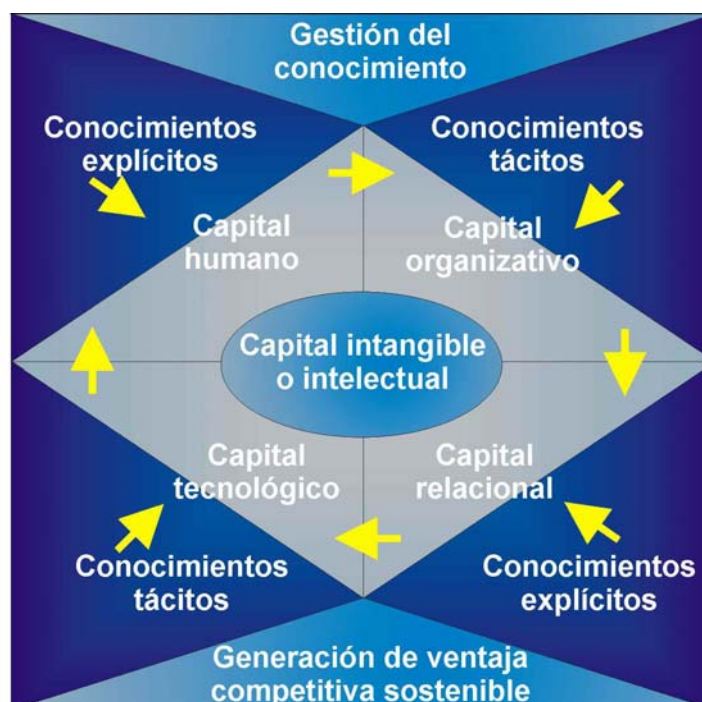 Gestión del
conocimiento
Conocimientos
explícitos
Conocimientos
tácitos
Capital
humano
Capital
organizativo
Capital intangible
o intelectual
Capital
tecnológico
Capital
relacional
Conocimientos
tácitos
Conocimientos
explícitos
Generación de ventaja
competitiva sostenible